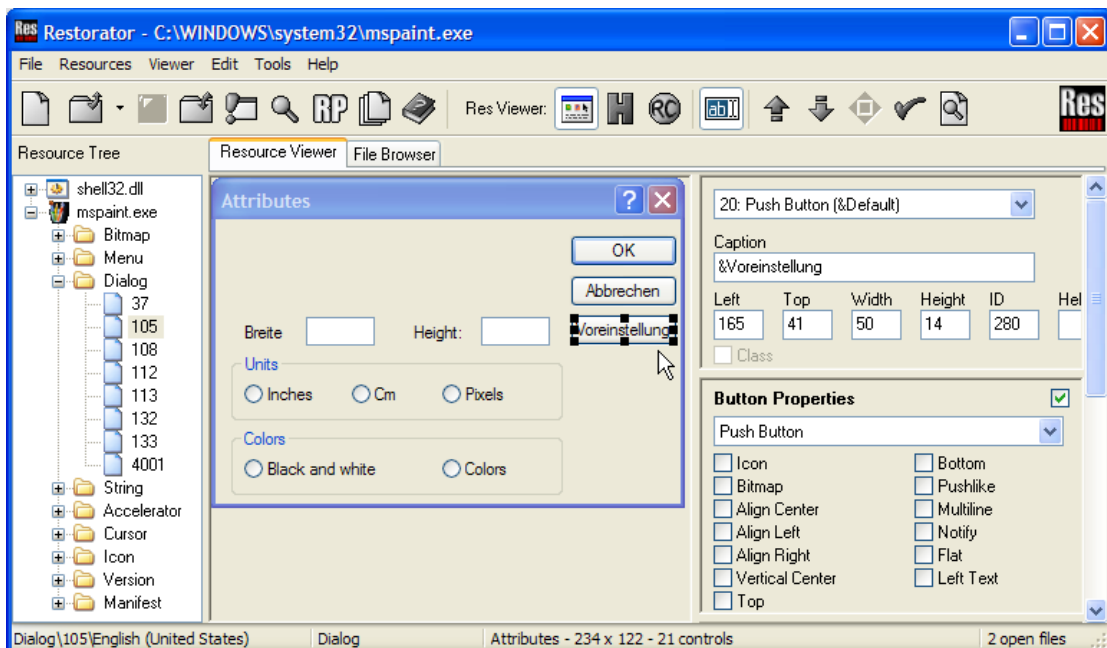 Res Restorator - C:\WINDOWS\system32\mspaint.exe
File Resources Viewer Edit Tools Help
RP Res Viewer: H RC ab Res
Resource Tree Resource Viewer File Browser
shell32.dll
mspaint.exe
Bitmap
Menu
Dialog
37
105
108
112
113
132
133
4001
String
Accelerator
Cursor
Icon
Version
Manifest
Attributes ?
OK
Abbrechen
Breite Height: Voreinstellung
Units
Inches Cm Pixels
Colors
Black and white Colors
20: Push Button (&Default)
Caption
&Voreinstellung
Left Top Width Height ID Hel
165 41 50 14 280
Class
Button Properties
Push Button
Icon Bottom
Bitmap Pushlike
Align Center Multiline
Align Left Notify
Align Right Flat
Vertical Center Left Text
Top
Dialog\105\English (United States) Dialog Attributes - 234 x 122 - 21 controls 2 open files